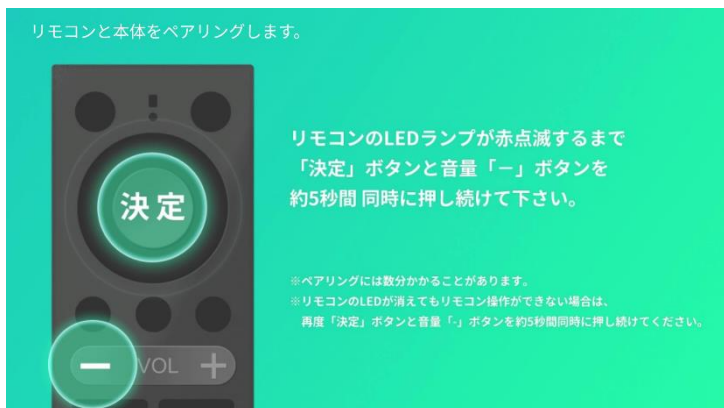 リモコンと本体をペアリングします。
決定
リモコンのLEDランプが赤点滅するまで
「決定」ボタンと音量「－」ボタンを
約5秒間 同時に押し続けて下さい。
※ペアリングには数分かかることがあります。
※リモコンのLEDが消えてもリモコン操作ができない場合は、
再度「決定」ボタンと音量「-」ボタンを約5秒間同時に押し続けてください。
－ VOL ＋